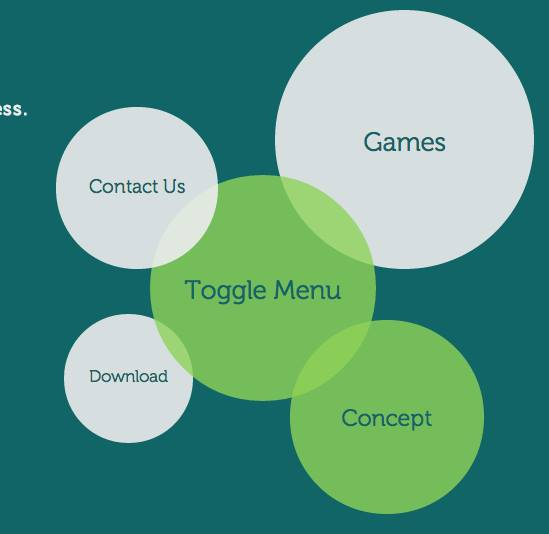 ess.
Games
Contact Us
Toggle Menu
Download
Concept